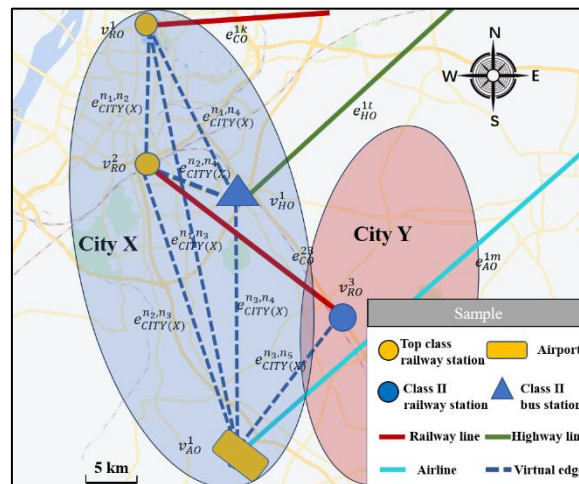 v_{RO}^{1}
e_{CO}^{1k}
N
W E
S
e_{CITY(X)}^{n_1,n_2}
e_{CITY(X)}^{n_1,n_4}
e_{HO}^{1t}
v_{RO}^{2}
e_{CITY(X)}^{n_2,n_4}
v_{HO}^{1}
City X
City Y
e_{CITY(X)}^{n_1,n_3}
e_{CO}^{23}
e_{AO}^{1m}
e_{CITY(X)}^{n_2,n_3}
e_{CITY(X)}^{n_3,n_4}
v_{RO}^{3}
e_{CITY(X)}^{n_3,n_5}
v_{AO}^{1}
5 km
Sample
Top class
railway station
Airport
Class II
railway station
Class II
bus station
Railway line
Highway line
Airline
Virtual edge